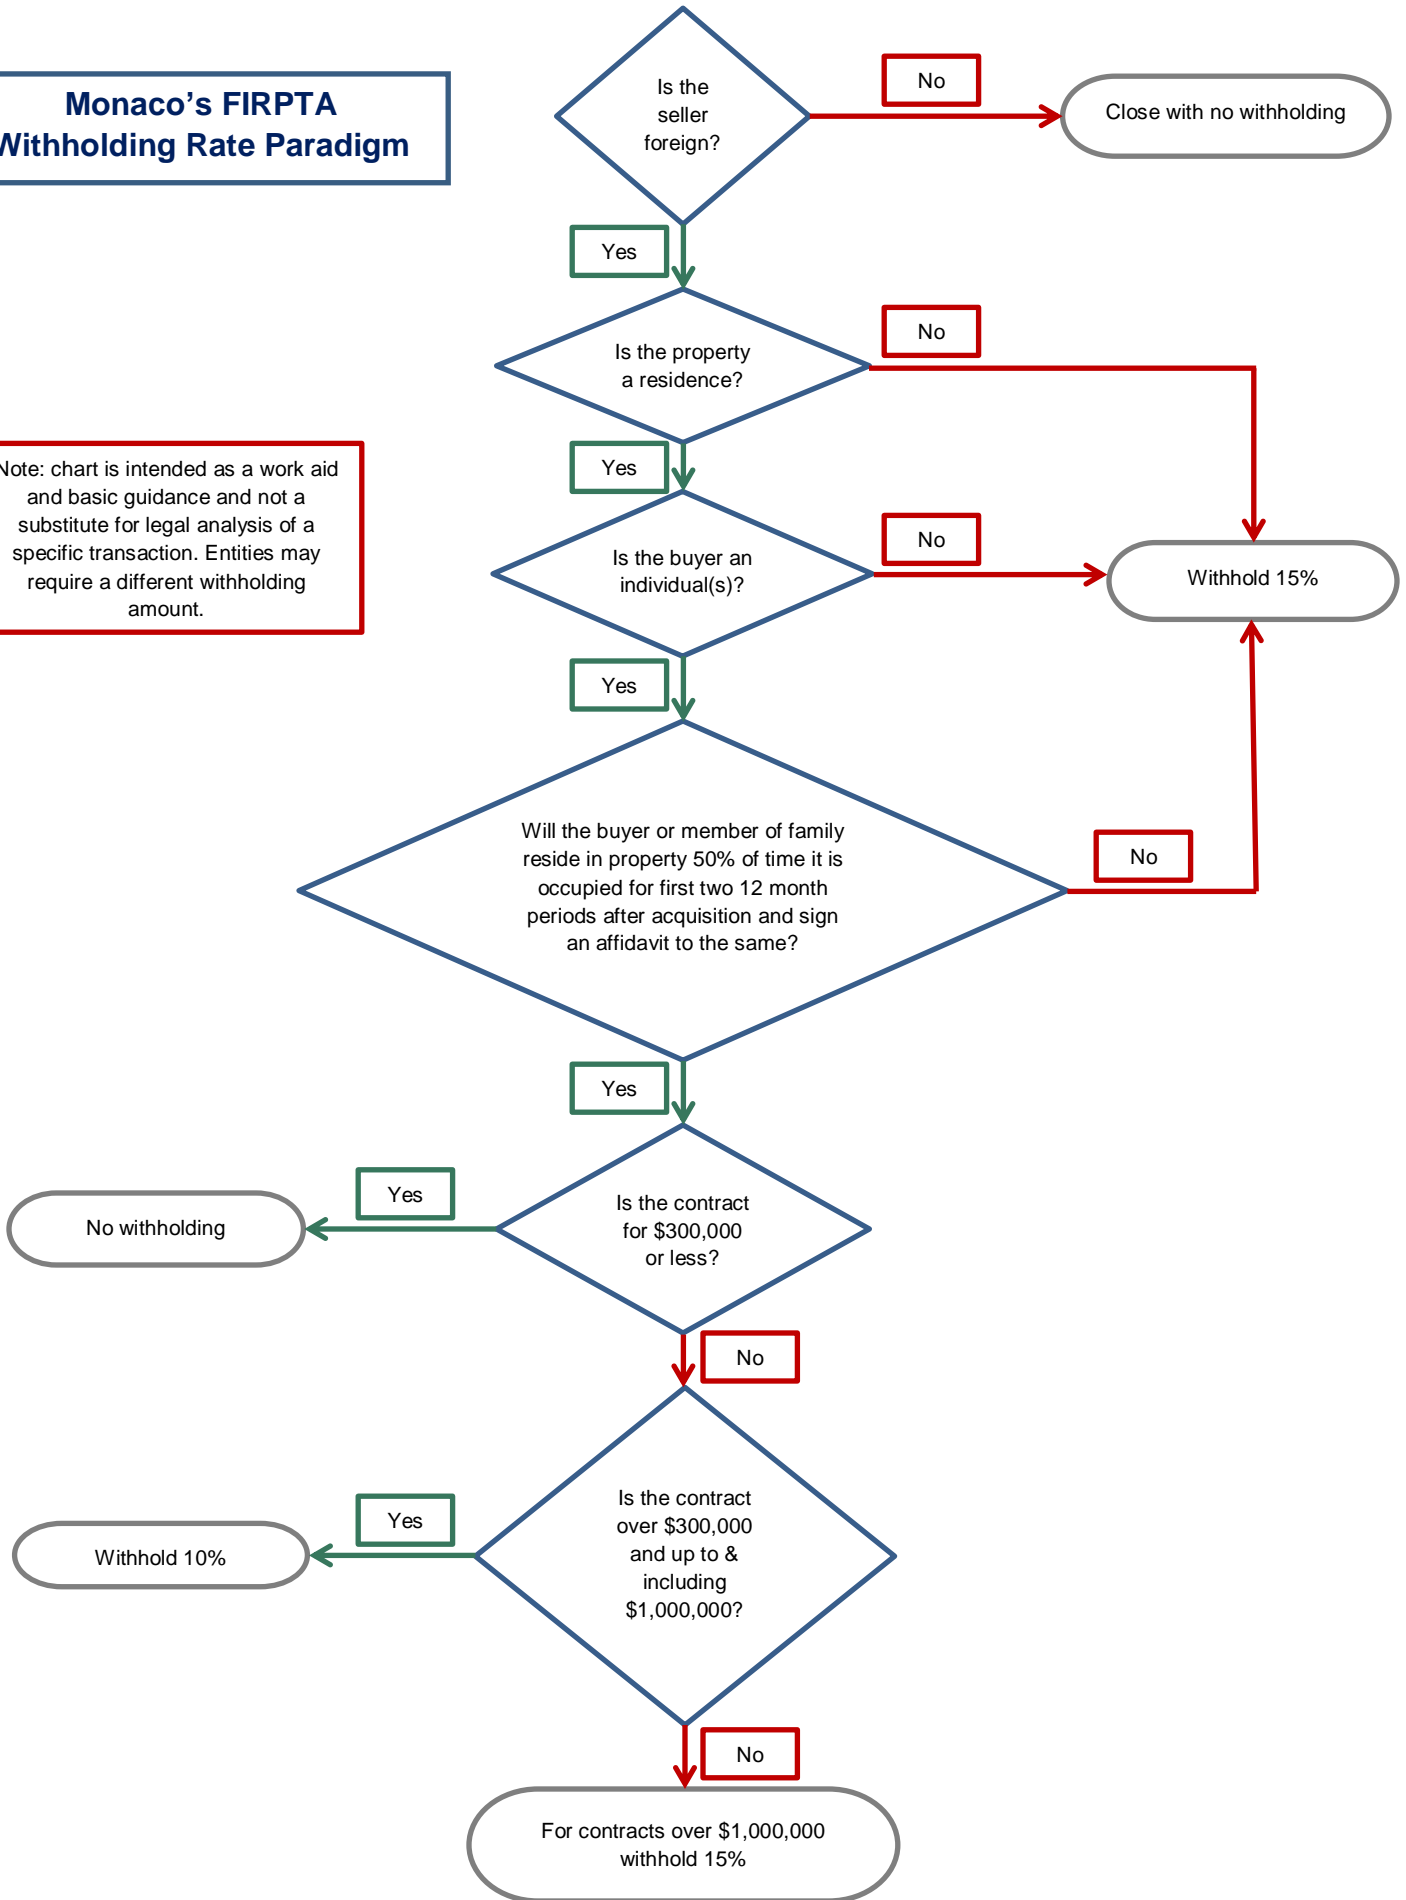 Monaco's FIRPTA
Withholding Rate Paradigm
Is the
seller
foreign?
No
Close with no withholding
Yes
Is the property
a residence?
No
Note: chart is intended as a work aid
and basic guidance and not a
substitute for legal analysis of a
specific transaction. Entities may
require a different withholding
amount.
Yes
Is the buyer an
individual(s)?
No
Withhold 15%
Yes
Will the buyer or member of family
reside in property 50% of time it is
occupied for first two 12 month
periods after acquisition and sign
an affidavit to the same?
No
Yes
Is the contract
for $300,000
or less?
Yes
No withholding
No
Is the contract
over $300,000
and up to &
including
$1,000,000?
Yes
Withhold 10%
No
For contracts over $1,000,000
withhold 15%